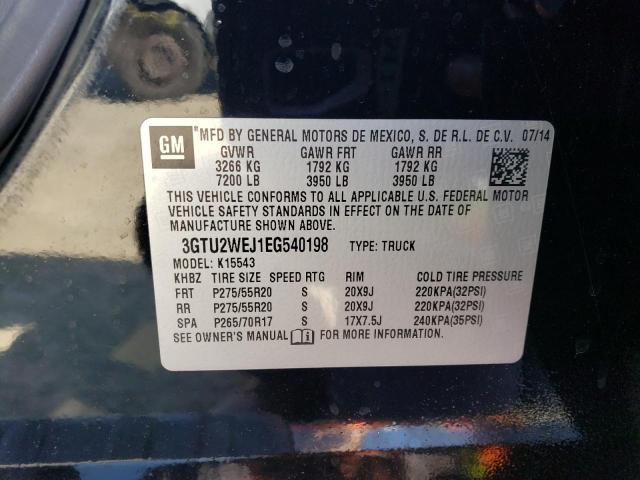 GM
*MFD BY GENERAL MOTORS DE MEXICO, S. DE R.L. DE C.V. 07/14
GVWR GAWR FRT GAWR RR
3266 KG 1792 KG 1792 KG
7200 LB 3950 LB 3950 LB
THIS VEHICLE CONFORMS TO ALL APPLICABLE U.S. FEDERAL MOTOR
VEHICLE SAFETY STANDARDS IN EFFECT ON THE DATE OF
MANUFACTURE SHOWN ABOVE.
3GTU2WEJ1EG540198 TYPE: TRUCK
MODEL: K15543
KHBZ TIRE SIZE SPEED RTG RIM COLD TIRE PRESSURE
FRT P275/55R20 S 20X9J 220KPA(32PSI)
RR P275/55R20 S 20X9J 220KPA(32PSI)
SPA P265/70R17 S 17X7.5J 240KPA(35PSI)
SEE OWNER'S MANUAL FOR MORE INFORMATION.